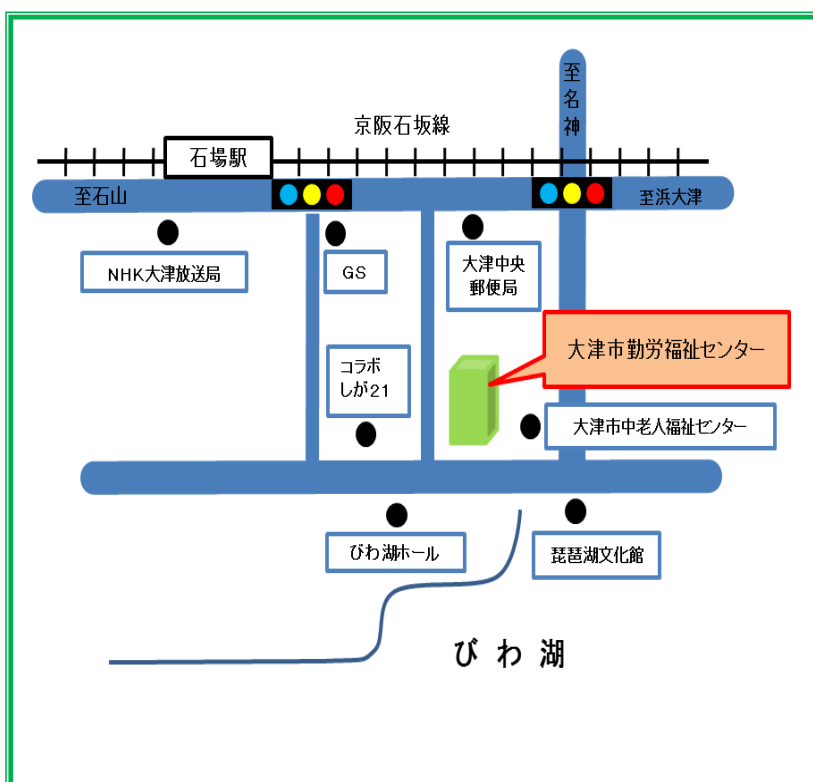 至名神
京阪石坂線
石場駅
至石山
至浜大津
NHK大津放送局
GS
大津中央
郵便局
大津市勤労福祉センター
コラボ
しが21
大津市中老人福祉センター
びわ湖ホール
琵琶湖文化館
びわ湖